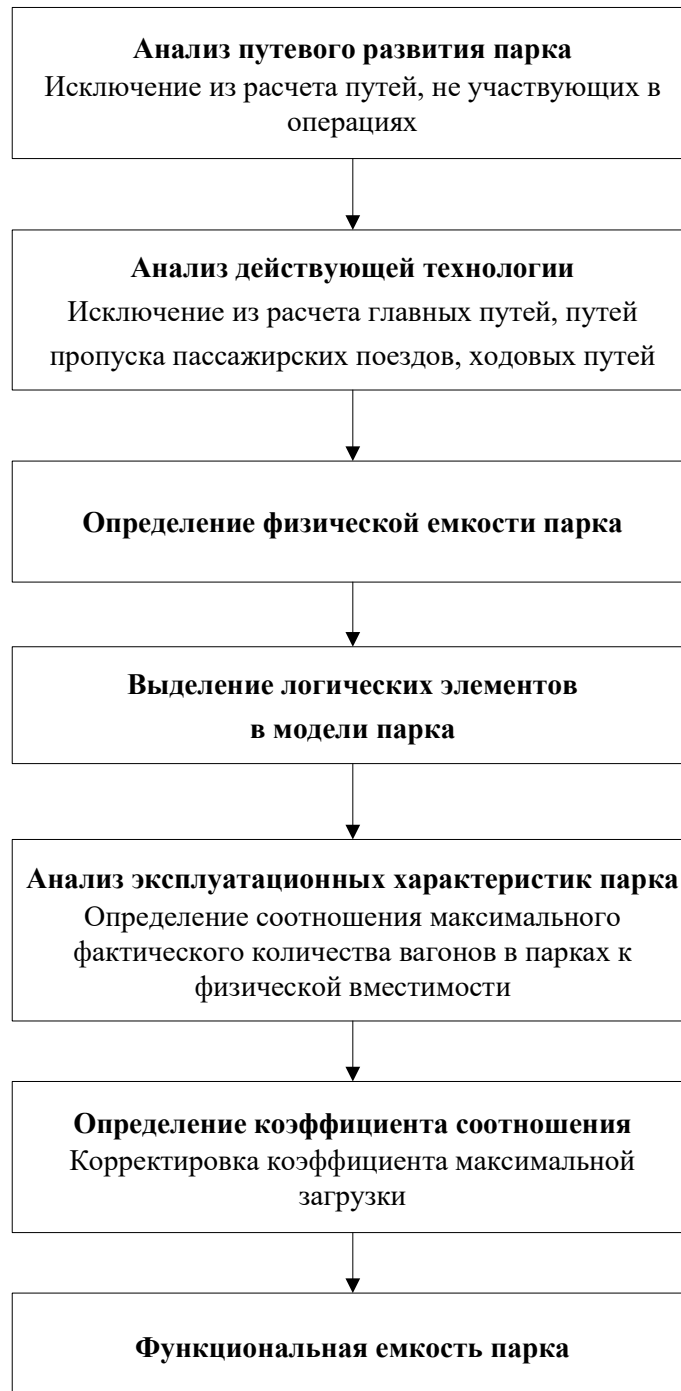 Анализ путевого развития парка
Исключение из расчета путей, не участвующих в
операциях
Анализ действующей технологии
Исключение из расчета главных путей, путей
пропуска пассажирских поездов, ходовых путей
Определение физической емкости парка
Выделение логических элементов
в модели парка
Анализ эксплуатационных характеристик парка
Определение соотношения максимального
фактического количества вагонов в парках к
физической вместимости
Определение коэффициента соотношения
Корректировка коэффициента максимальной
загрузки
Функциональная емкость парка